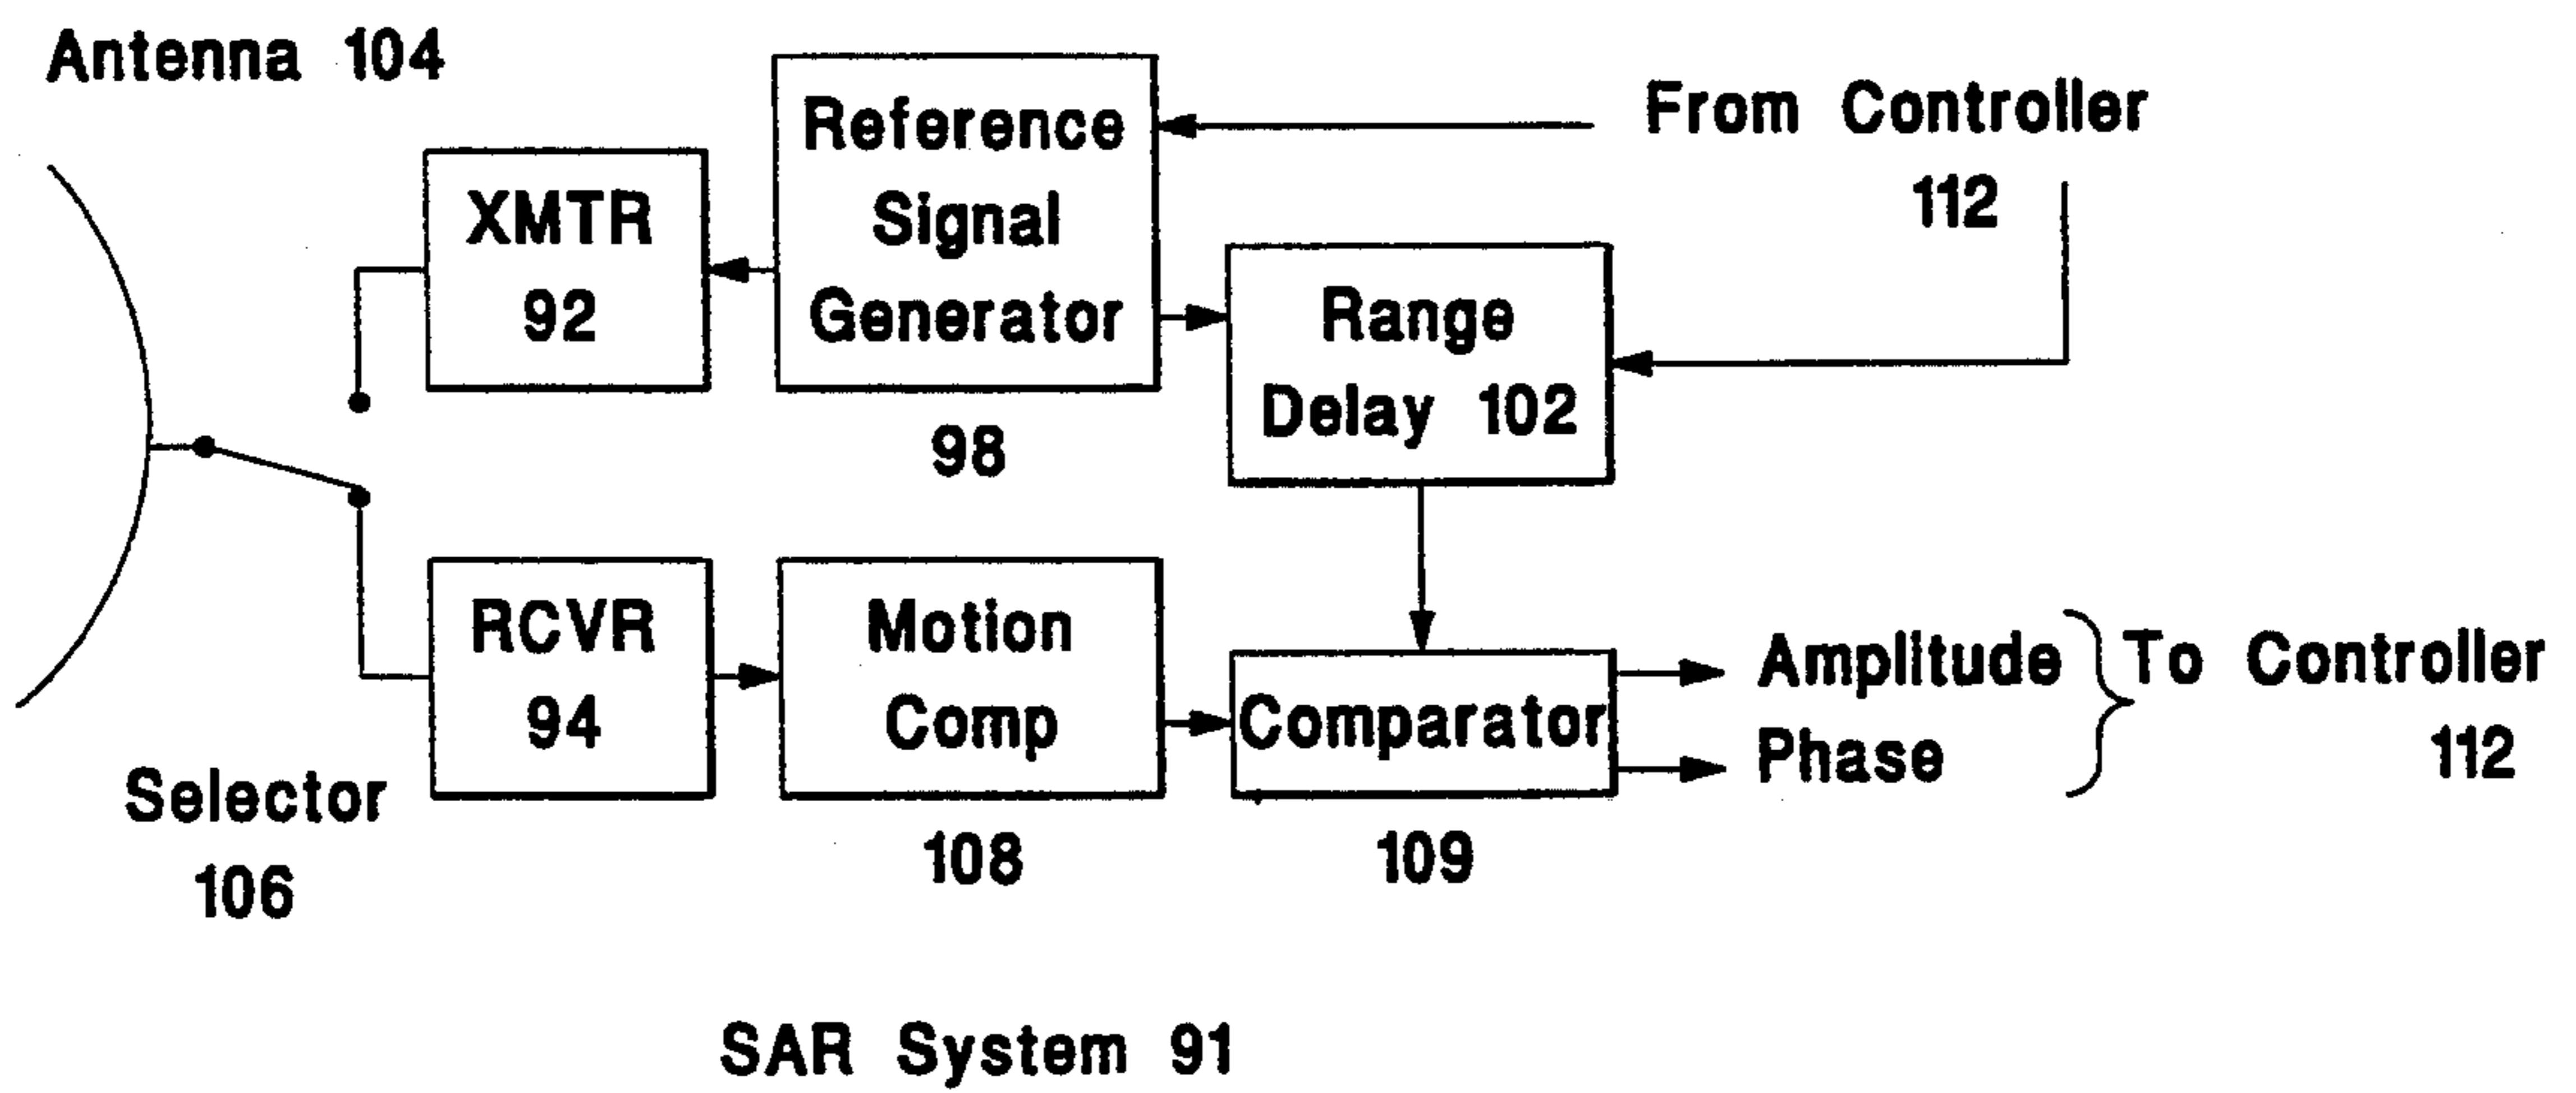 Antenna 104
XMTR
92
Reference
Signal
Generator
98
From Controller
112
Range
Delay 102
RCVR
94
Motion
Comp
108
Comparator
109
Amplitude
Phase
To Controller
112
Selector
106
SAR System 91